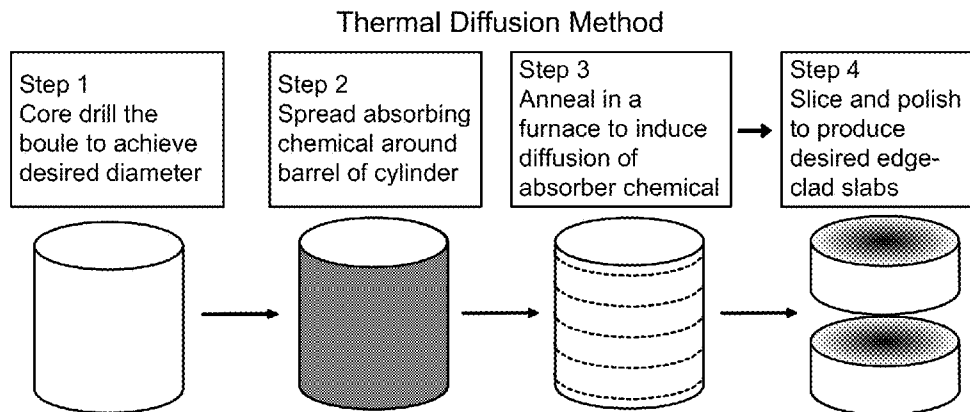 Thermal Diffusion Method
Step 1
Core drill the
boule to achieve
desired diameter
Step 2
Spread absorbing
chemical around
barrel of cylinder
Step 3
Anneal in a
furnace to induce
diffusion of
absorber chemical
Step 4
Slice and polish
to produce
desired edge-
clad slabs